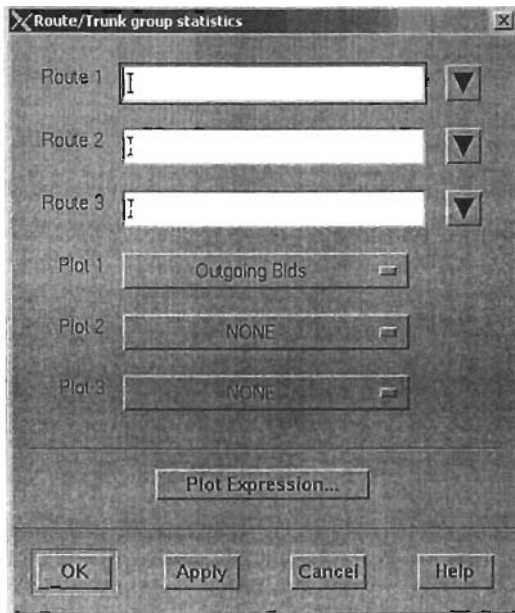 Route/Trunk group statistics
Route 1
Route 2
Route 3
Plot 1 Outgoing Bids
Plot 2 NONE
Plot 3 NONE
Plot Expression...
OK Apply Cancel Help